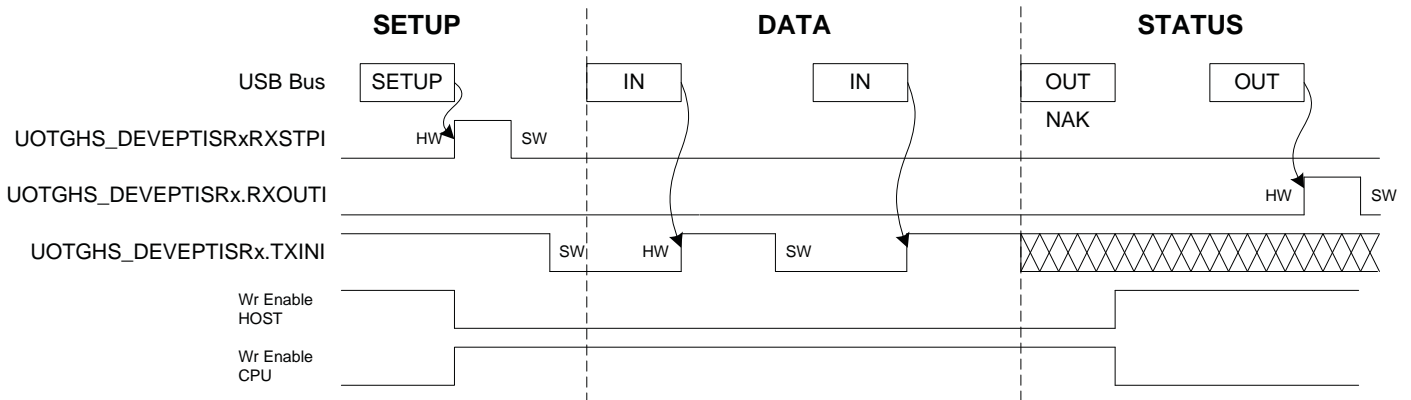 SETUP DATA STATUS
USB Bus SETUP IN IN OUT OUT
NAK
UOTGHS_DEVEPTISRxRXSTPI HW SW
UOTGHS_DEVEPTISRx.RXOUTI HW SW
UOTGHS_DEVEPTISRx.TXINI SW HW SW
Wr Enable
HOST
Wr Enable
CPU